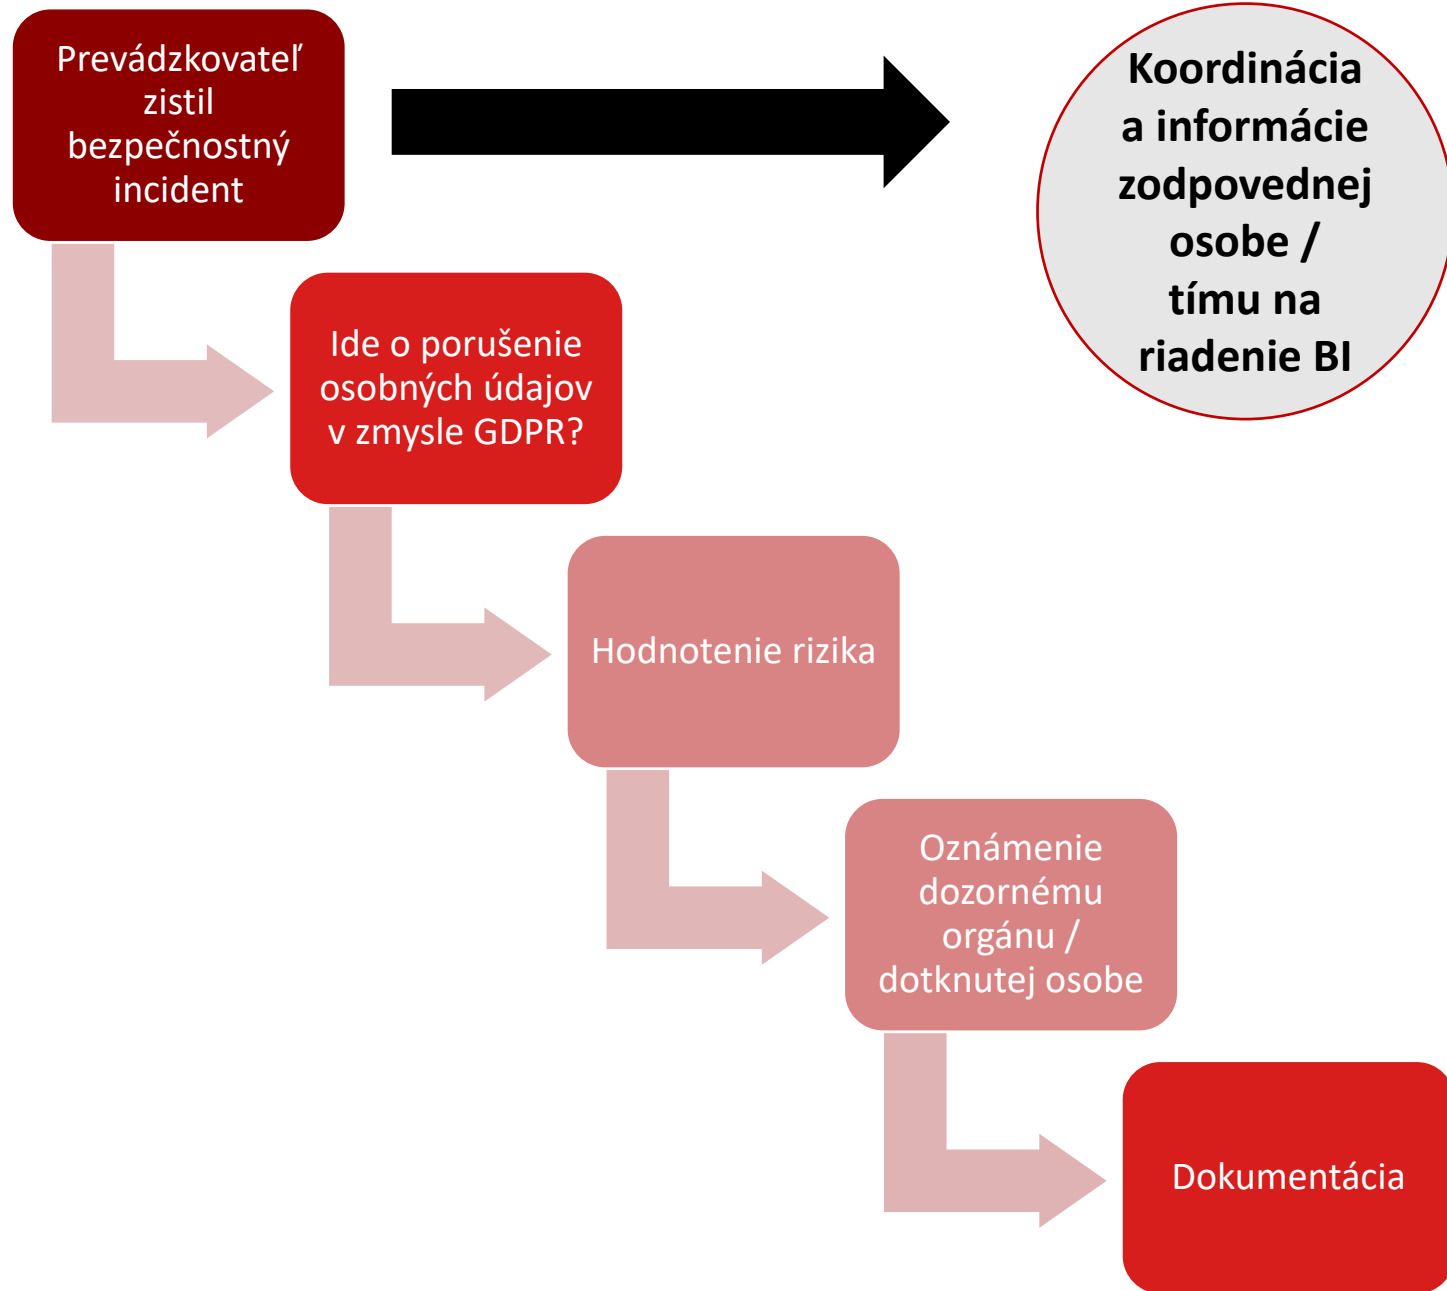 Prevádzkovateľ
zistil
bezpečnostný
incident
Koordinácia
a informácie
zodpovednej
osobe /
tímu na
riadenie BI
Ide o porušenie
osobných údajov
v zmysle GDPR?
Hodnotenie rizika
Oznámenie
dozornému
orgánu /
dotknutej osobe
Dokumentácia